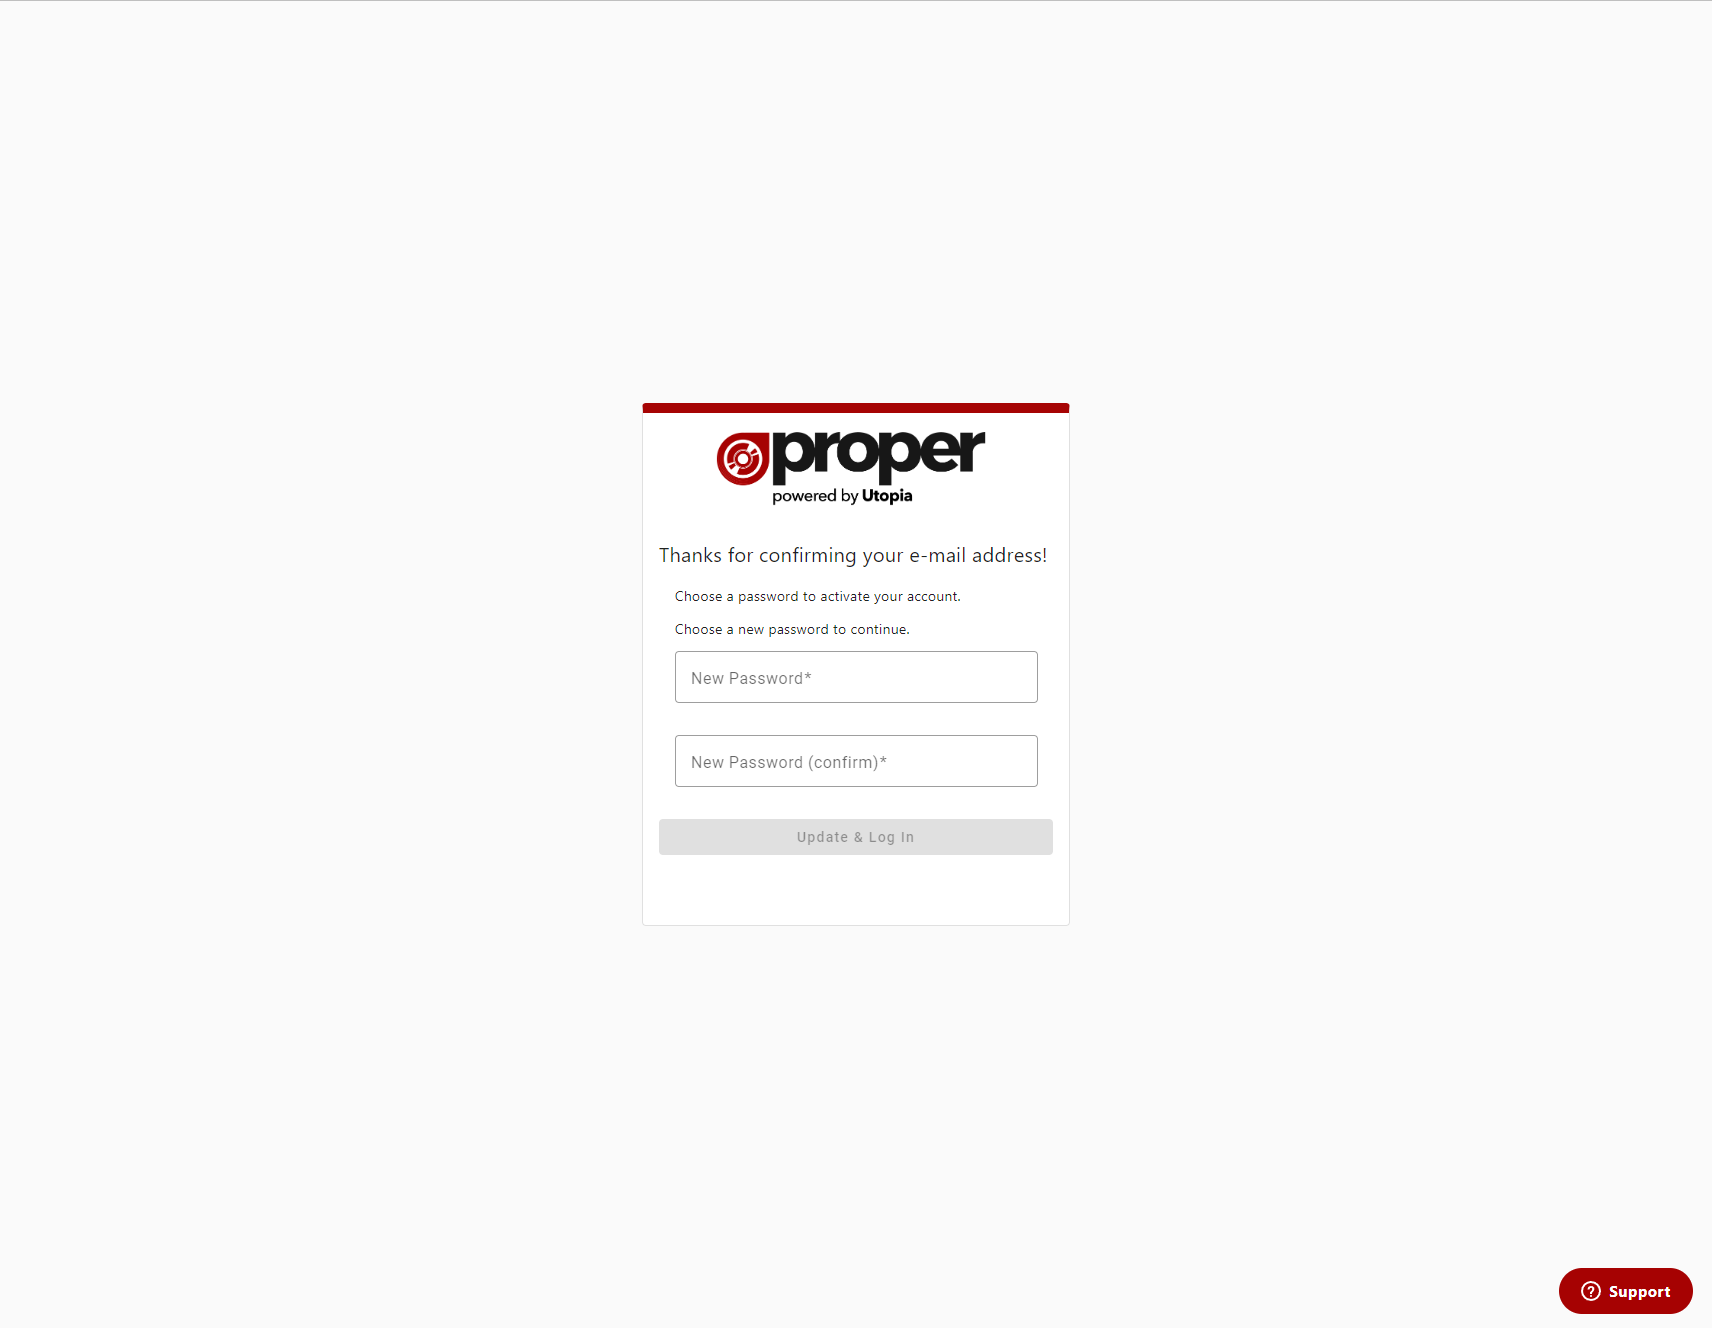 proper
powered by Utopia
Thanks for confirming your e-mail address!
Choose a password to activate your account.
Choose a new password to continue.
New Password*
New Password (confirm)*
Update & Log In
Support